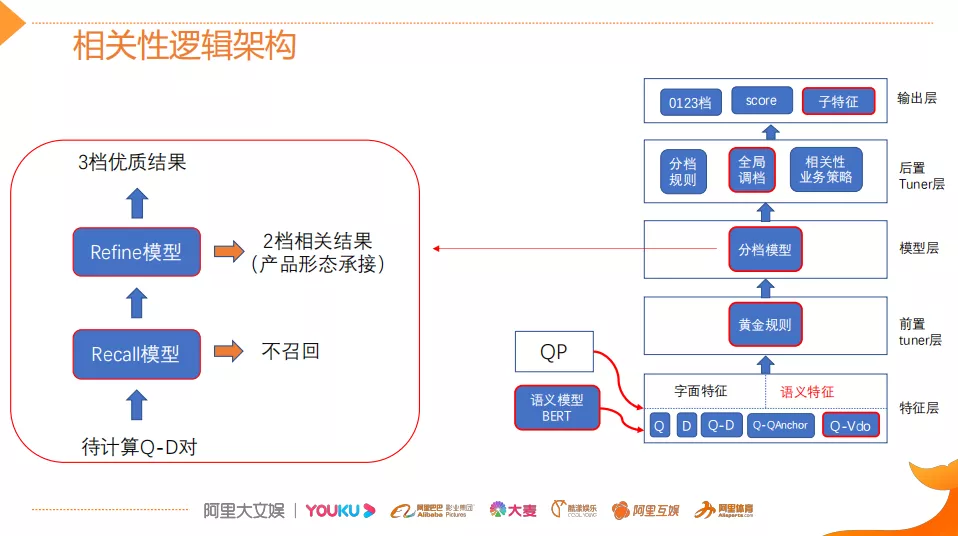 相关性逻辑架构
3档优质结果
Refine模型
2档相关结果
（产品形态承接）
Recall模型
不召回
待计算Q-D对
0123档
score
子特征
输出层
分档
规则
全局
调档
相关性
业务策略
后置
Tuner层
分档模型
模型层
黄金规则
前置
tuner层
QP
语义模型
BERT
字面特征
语义特征
Q
D
Q-D
Q-QAnchor
Q-Vdo
特征层
阿里大文娱
YOUKU
阿里巴巴影业集团
Alibaba Pictures
大麦
酷漾娱乐
COOL YOUNG
阿里互娱
阿里体育
Alisports.com